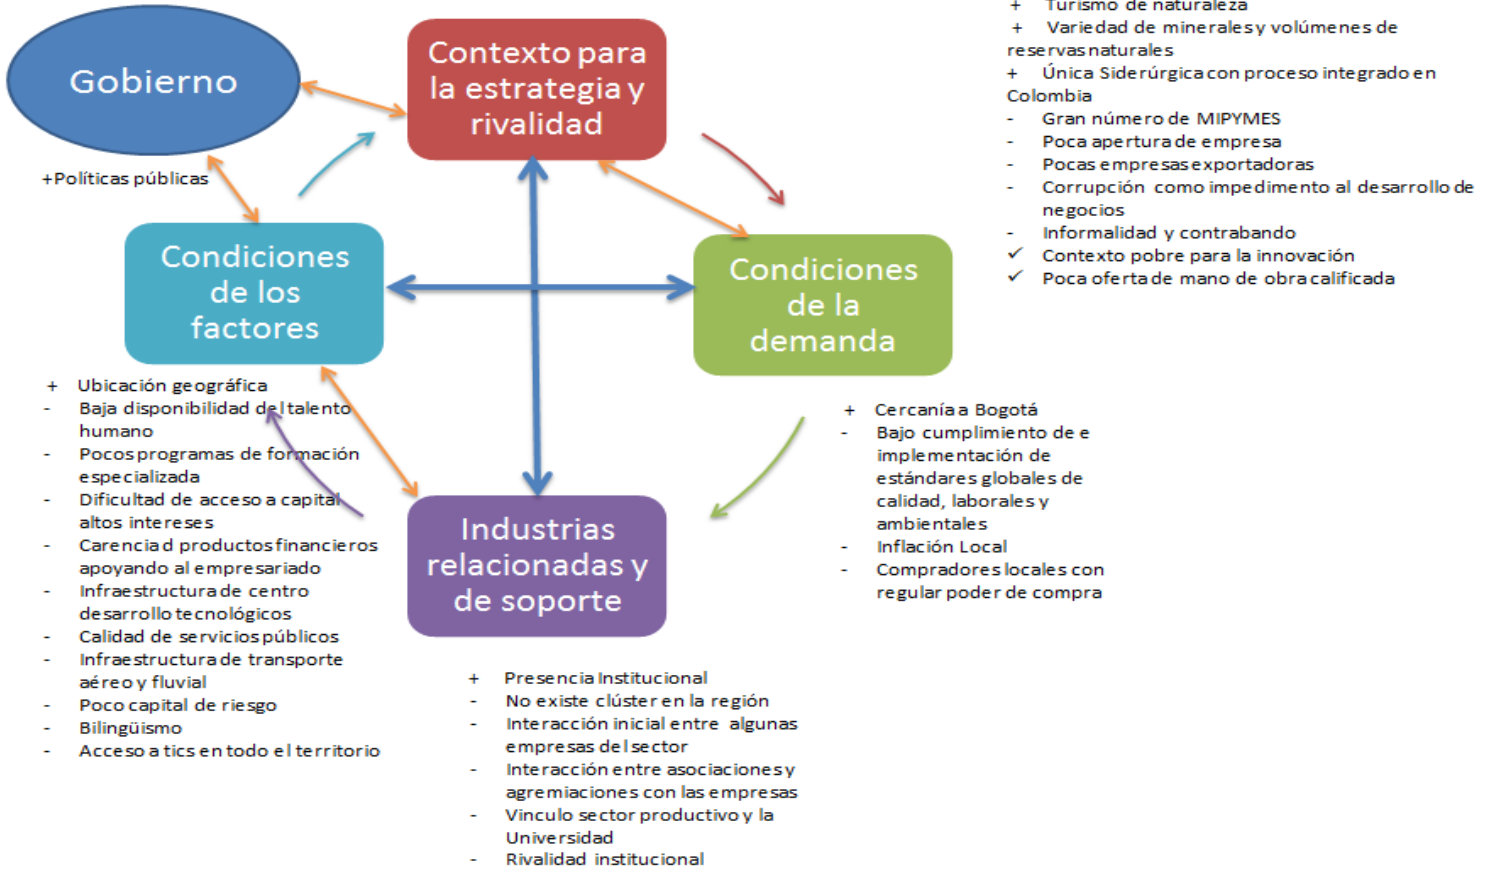 Gobierno
+Políticas públicas
Contexto para
la estrategia y
rivalidad
+ Turismo de naturaleza
+ Variedad de minerales y volúmenes de
reservas naturales
+ Única Siderúrgica con proceso integrado en
Colombia
- Gran número de MIPYMES
- Poca apertura de empresa
- Pocas empresas exportadoras
- Corrupción como impedimento al desarrollo de
negocios
- Informalidad y contrabando
✓ Contexto pobre para la innovación
✓ Poca oferta de mano de obra calificada
Condiciones
de los
factores
+ Ubicación geográfica
- Baja disponibilidad del talento
humano
- Pocos programas de formación
especializada
- Dificultad de acceso a capital
altos intereses
- Carencia d productos financieros
apoyando al empresariado
- Infraestructura de centro
desarrollo tecnológicos
- Calidad de servicios públicos
- Infraestructura de transporte
aéreo y fluvial
- Poco capital de riesgo
- Bilingüismo
- Acceso a tics en todo el territorio
Condiciones
de la
demanda
+ Cercanía a Bogotá
- Bajo cumplimiento de e
implementación de
estándares globales de
calidad, laborales y
ambientales
- Inflación Local
- Compradores locales con
regular poder de compra
Industrias
relacionadas y
de soporte
+ Presencia Institucional
- No existe clúster en la región
- Interacción inicial entre algunas
empresas del sector
- Interacción entre asociaciones y
agremiaciones con las empresas
- Vinculo sector productivo y la
Universidad
- Rivalidad institucional